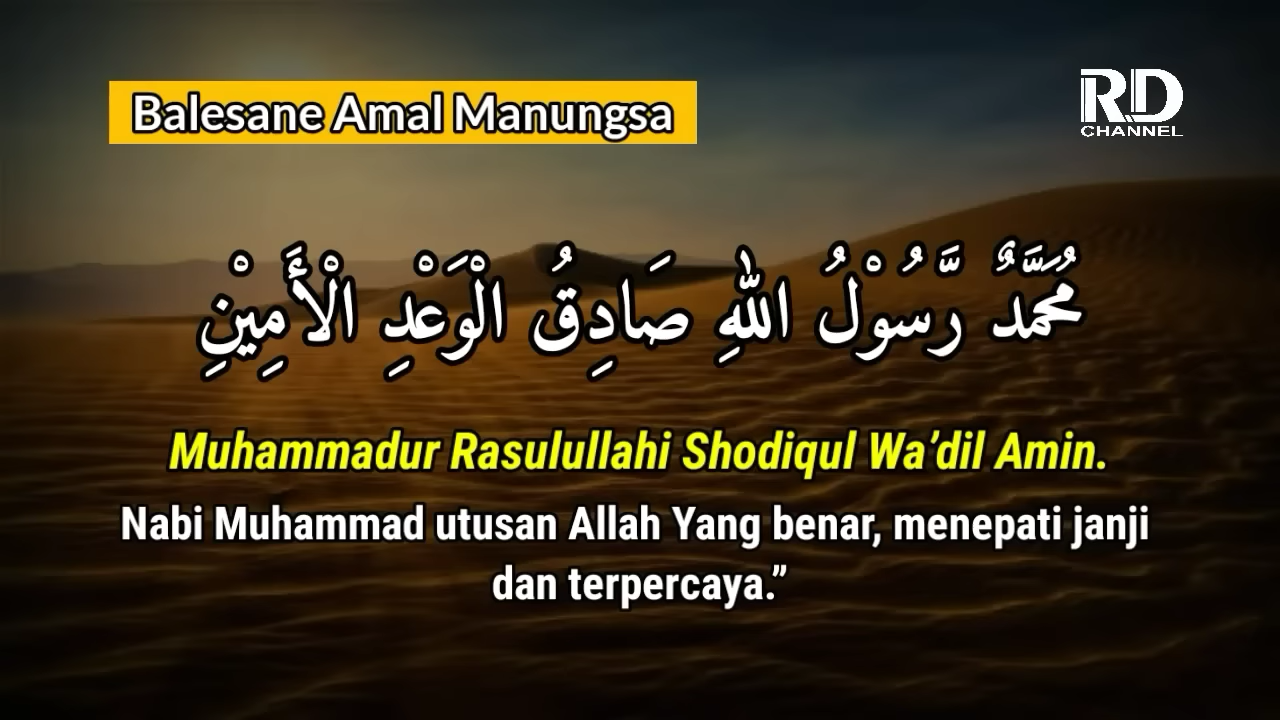 Balesane Amal Manungsa
RD
CHANNEL
مُحَمَّدٌ رَّسُوْلُ اللهِ صَادِقُ الْوَعْدِ الْأَمِيْنِ
Muhammadur Rasulullahi Shodiqul Wa’dil Amin.
Nabi Muhammad utusan Allah Yang benar, menepati janji
dan terpercaya.”